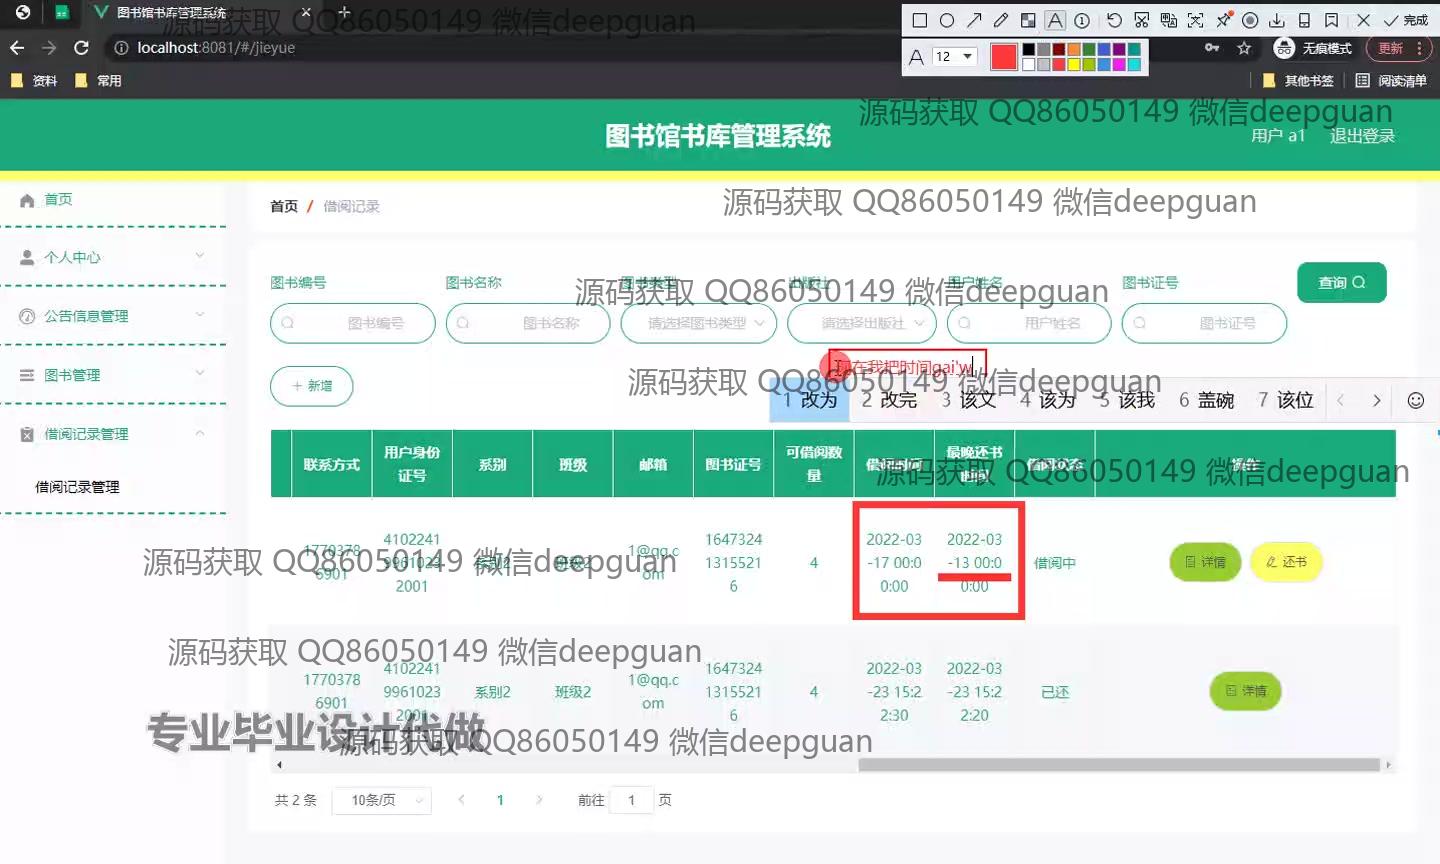 图书馆书库管理系统
源码获取 QQ86050149 微信deepguan
完成
localhost:8081/#/jieyue
12
无痕模式
更新
资料
常用
其他书签
阅读清单
源码获取 QQ86050149 微信deepguan
图书馆书库管理系统
用户 a1
退出登录
首页
首页 / 借阅记录
源码获取 QQ86050149 微信deepguan
个人中心
图书编号
图书名称
图书类型
出版社
用户姓名
图书证号
查询
源码获取 QQ86050149 微信deepguan
公告信息管理
图书编号
图书名称
请选择图书类型
请选择出版社
用户姓名
图书证号
现在我把时间gai'w
图书管理
新增
源码获取 QQ86050149 微信deepguan
1 改为 2 改完 3 该文 4 该为 5 该我 6 盖碗 7 该位
借阅记录管理
借阅记录管理
联系方式
用户身份
证号
系别
班级
邮箱
图书证号
可借阅数
量
借阅时间
最晚还书
时间
借阅状态
操作
源码获取 QQ86050149 微信deepguan
1770378
6901
4102241
9961023
2001
系别2
班级2
1@qq.c
om
1647324
1315521
6
4
2022-03
-17 00:0
0:00
2022-03
-13 00:0
0:00
借阅中
详情
还书
源码获取 QQ86050149 微信deepguan
源码获取 QQ86050149 微信deepguan
1770378
6901
4102241
9961023
2001
系别2
班级2
1@qq.c
om
1647324
1315521
6
4
2022-03
-23 15:2
2:30
2022-03
-23 15:2
2:20
已还
详情
专业毕业设计代做
源码获取 QQ86050149 微信deepguan
共 2 条
10条/页
1
前往 1 页